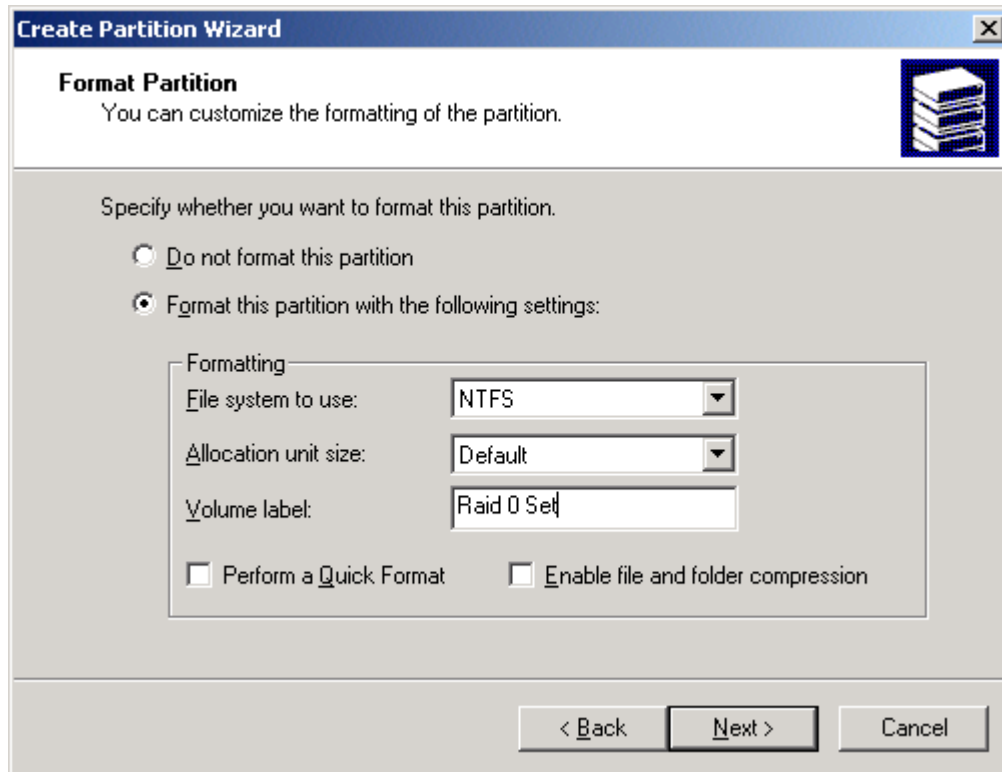 Create Partition Wizard
Format Partition
You can customize the formatting of the partition.
Specify whether you want to format this partition.
Do not format this partition
Format this partition with the following settings:
Formatting
File system to use: NTFS
Allocation unit size: Default
Volume label: Raid 0 Set
Perform a Quick Format Enable file and folder compression
< Back Next > Cancel